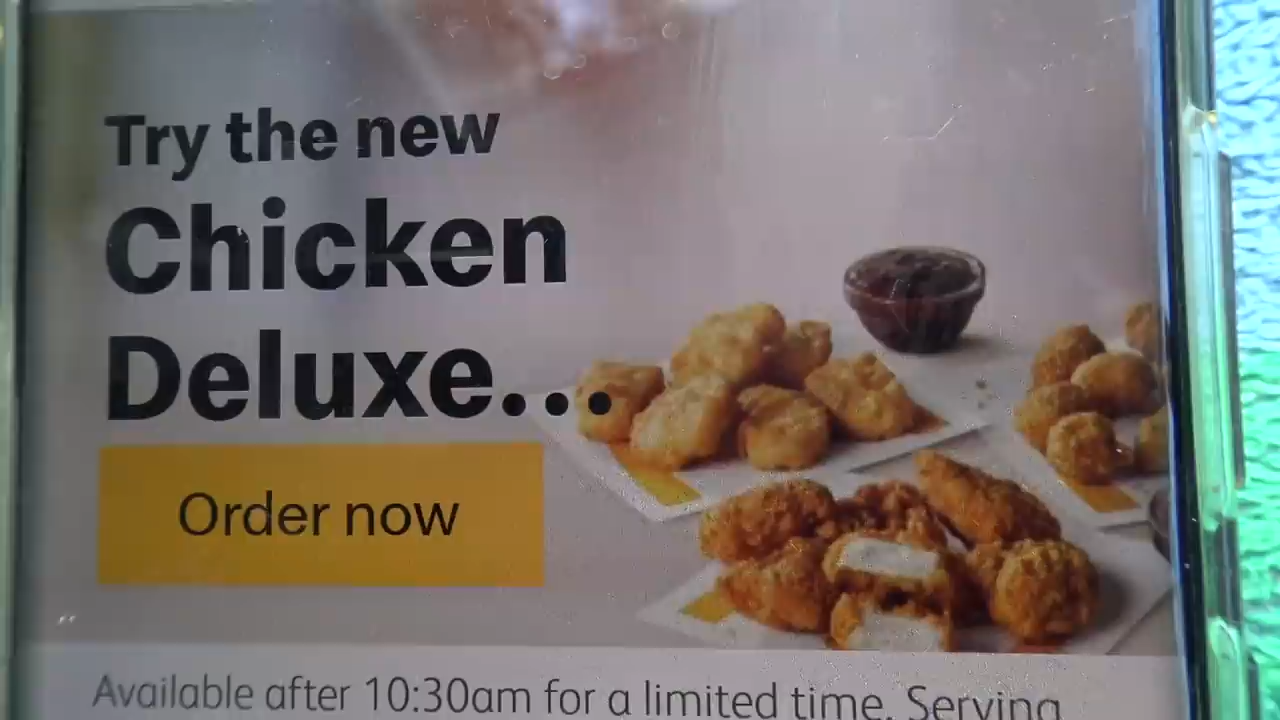 Try the new
Chicken
Deluxe...
Order now
Available after 10:30am for a limited time. Serving